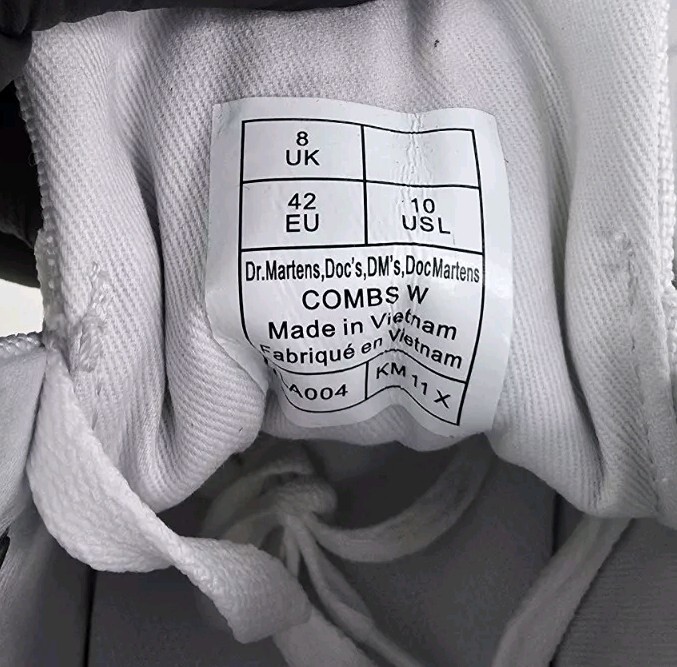 8
UK
42
EU
10
USL
Dr.Martens,Doc's,DM's,DocMartens
COMBS W
Made in Vietnam
Fabriqué en Vietnam
KM 11 X